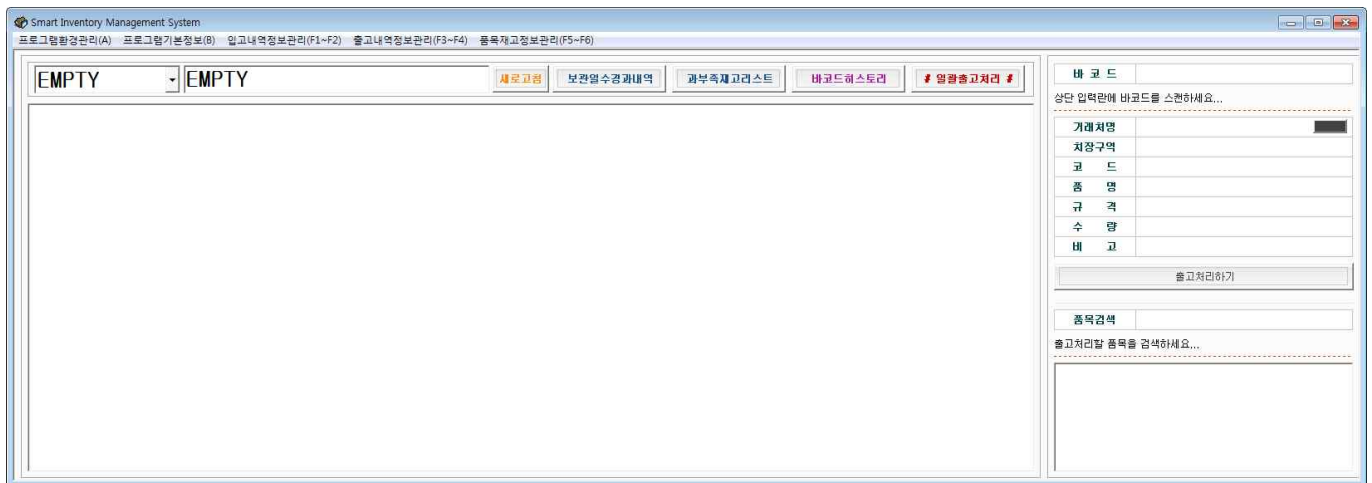 Smart Inventory Management System
프로그램환경관리(A) 프로그램기본정보(B) 입고내역정보관리(F1~F2) 출고내역정보관리(F3~F4) 품목재고정보관리(F5~F6)
EMPTY EMPTY 새로고침 보관일수경과내역 과부족재고리스트 바코드히스토리 # 일괄출고처리 #
바 코 드
상단 입력란에 바코드를 스캔하세요...
거래처명
치장구역
코 드
품 명
규 격
수 량
비 고
출고처리하기
품목검색
출고처리할 품목을 검색하세요...